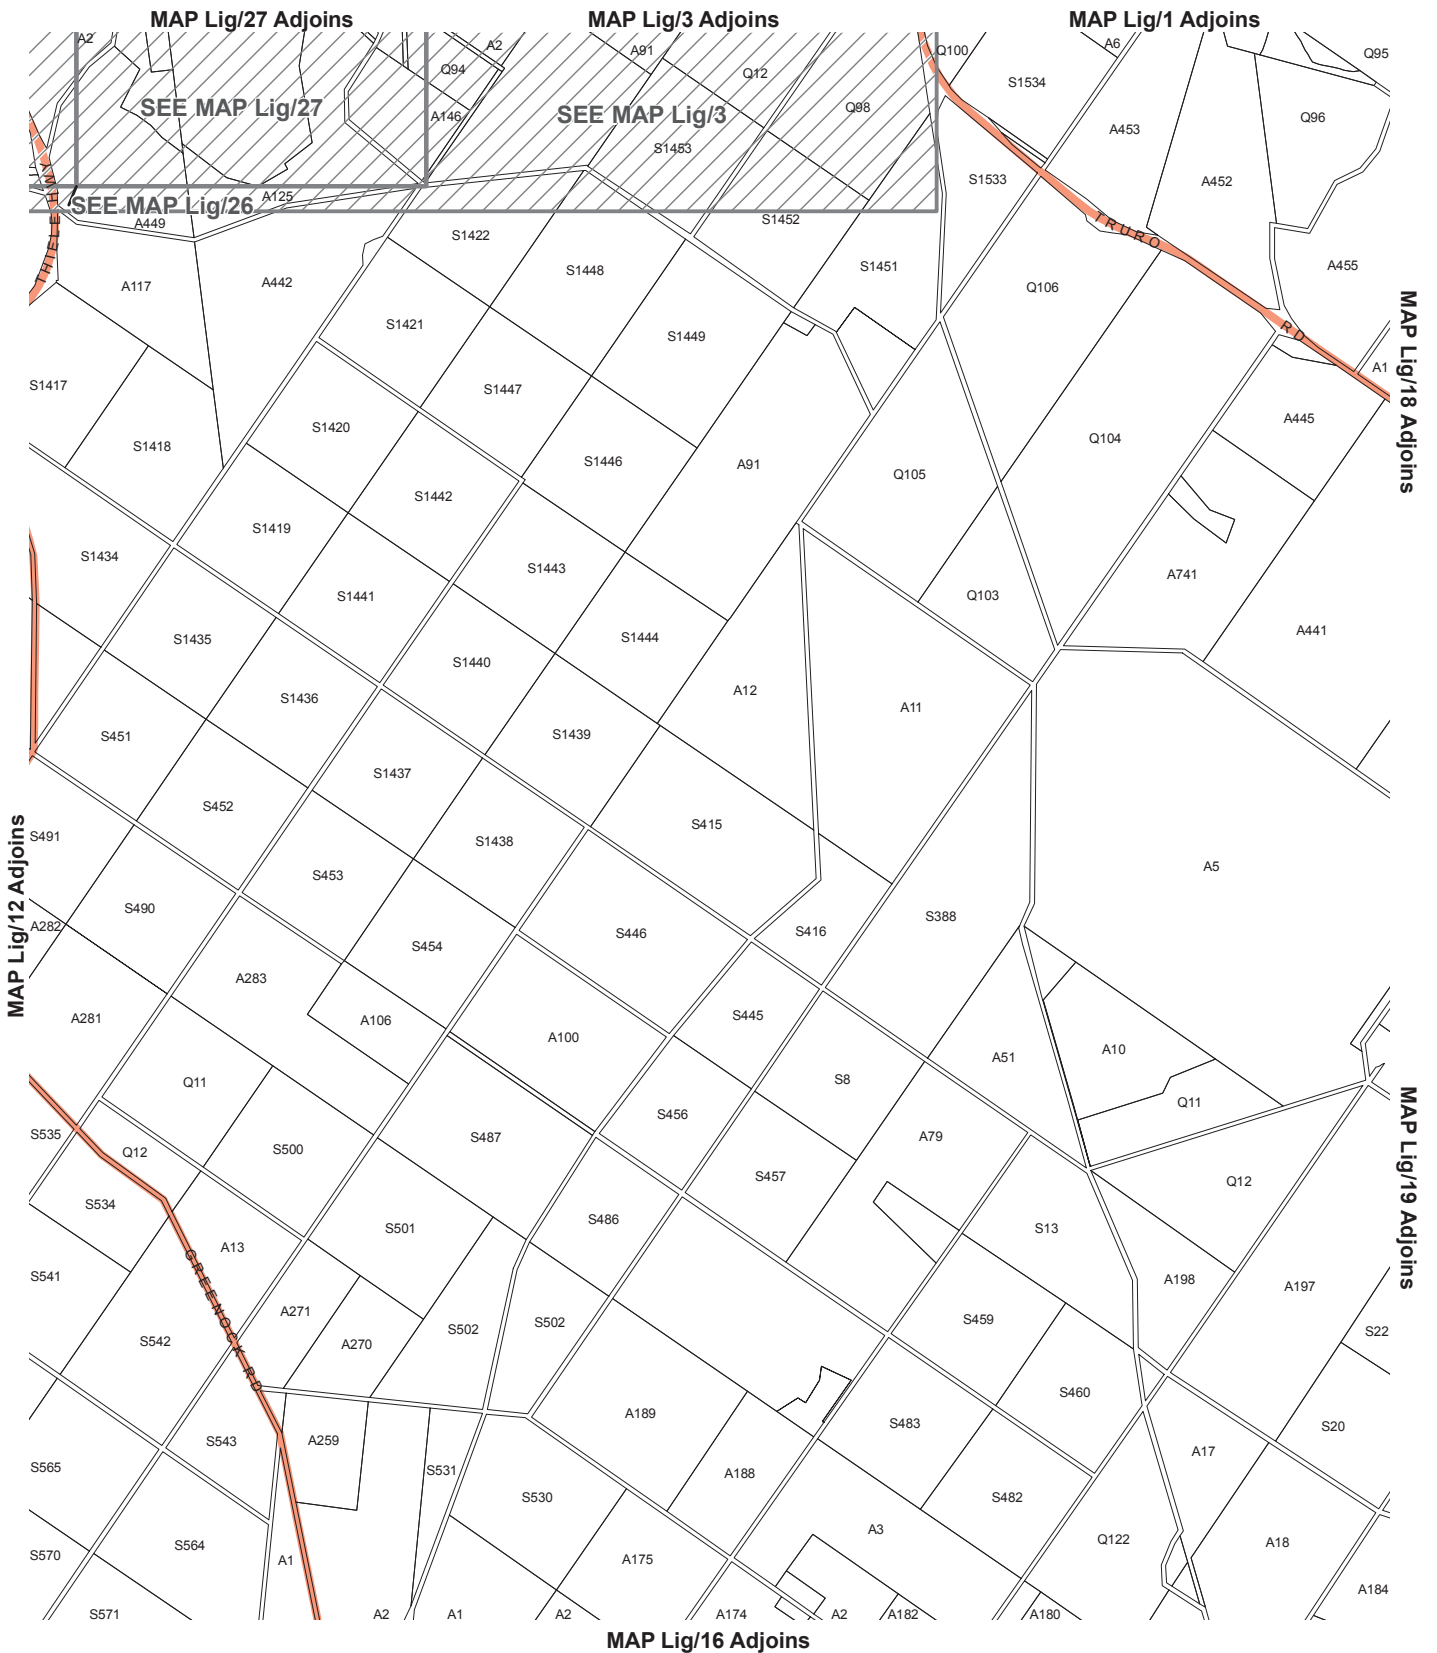 MAP Lig/27 Adjoins
MAP Lig/3 Adjoins
MAP Lig/1 Adjoins
A2
A2
A91
Q100
A6
Q95
Q94
Q12
S1534
SEE MAP Lig/27
A146
SEE MAP Lig/3
Q98
A453
Q96
S1453
S1533
A452
A125
SEE MAP Lig/26
A449
S1452
TRURO RD
THIELE HWY
S1422
S1448
S1451
A455
A117
A442
Q106
S1421
S1449
MAP Lig/18 Adjoins
A1
S1417
S1447
S1418
S1420
A445
Q104
S1446
A91
Q105
S1442
S1419
S1434
S1443
A741
S1441
Q103
S1435
S1444
A441
S1440
S1436
A12
A11
S451
S1439
S1437
S452
S415
S491
S1438
A5
MAP Lig/12 Adjoins
S453
S490
S388
A282
S454
S446
S416
A283
A281
A106
S445
A100
A10
A51
Q11
S8
Q11
S456
S535
S487
A79
Q12
S500
S457
Q12
S534
S486
S501
S13
A13
MAP Lig/19 Adjoins
S541
A198
A197
GREENOCK RD
A271
S542
A270
S502
S502
S459
S22
S460
A189
S483
S20
S543
A259
A17
S565
S531
A188
S530
S482
A3
S570
S564
A1
A175
Q122
A18
A184
S571
A2
A1
A2
A174
A2
A182
A180
MAP Lig/16 Adjoins